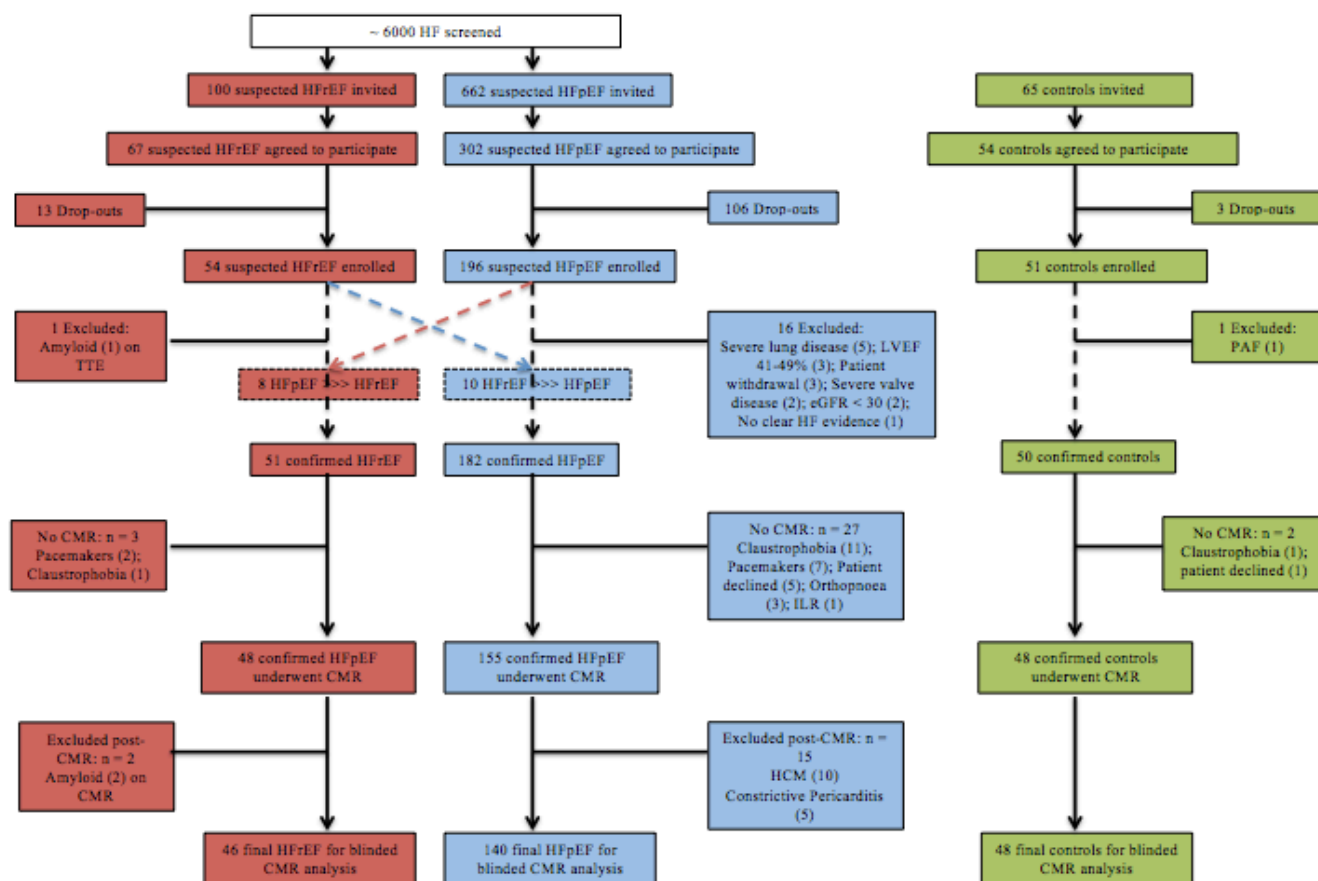 ~ 6000 HF screened
100 suspected HFrEF invited
662 suspected HFpEF invited
65 controls invited
67 suspected HFrEF agreed to participate
302 suspected HFpEF agreed to participate
54 controls agreed to participate
13 Drop-outs
106 Drop-outs
3 Drop-outs
54 suspected HFrEF enrolled
196 suspected HFpEF enrolled
51 controls enrolled
1 Excluded:
Amyloid (1) on
TTE
16 Excluded:
Severe lung disease (5); LVEF
41-49% (3); Patient
withdrawal (3); Severe valve
disease (2); eGFR < 30 (2);
No clear HF evidence (1)
1 Excluded:
PAF (1)
8 HFpEF >>> HFrEF
10 HFrEF >>> HFpEF
51 confirmed HFrEF
182 confirmed HFpEF
50 confirmed controls
No CMR: n = 3
Pacemakers (2);
Claustrophobia (1)
No CMR: n = 27
Claustrophobia (11);
Pacemakers (7); Patient
declined (5); Orthopnoea
(3); ILR (1)
No CMR: n = 2
Claustrophobia (1);
patient declined (1)
48 confirmed HFpEF
underwent CMR
155 confirmed HFpEF
underwent CMR
48 confirmed controls
underwent CMR
Excluded post-
CMR: n = 2
Amyloid (2) on
CMR
Excluded post-CMR: n =
15
HCM (10)
Constrictive Pericarditis
(5)
46 final HFrEF for blinded
CMR analysis
140 final HFpEF for
blinded CMR analysis
48 final controls for blinded
CMR analysis